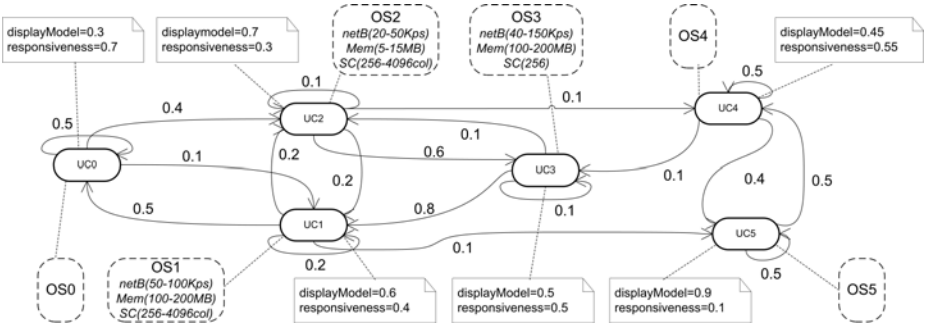 displayModel=0.3
responsiveness=0.7
displaymodel=0.7
responsiveness=0.3
OS2
netB(20-50Kps)
Mem(5-15MB)
SC(256-4096col)
OS3
netB(40-150Kps)
Mem(100-200MB)
SC(256)
OS4
displayModel=0.45
responsiveness=0.55
0.1
0.5
0.4
0.1
UC4
UC2
0.5
0.1
0.2
0.1
0.6
UC0
UC3
0.1
0.2
0.4
0.5
0.5
0.8
0.1
UC1
UC5
0.1
0.2
0.5
OS0
OS1
netB(50-100Kps)
Mem(100-200MB)
SC(256-4096col)
displayModel=0.6
responsiveness=0.4
displayModel=0.5
responsiveness=0.5
displayModel=0.9
responsiveness=0.1
OS5